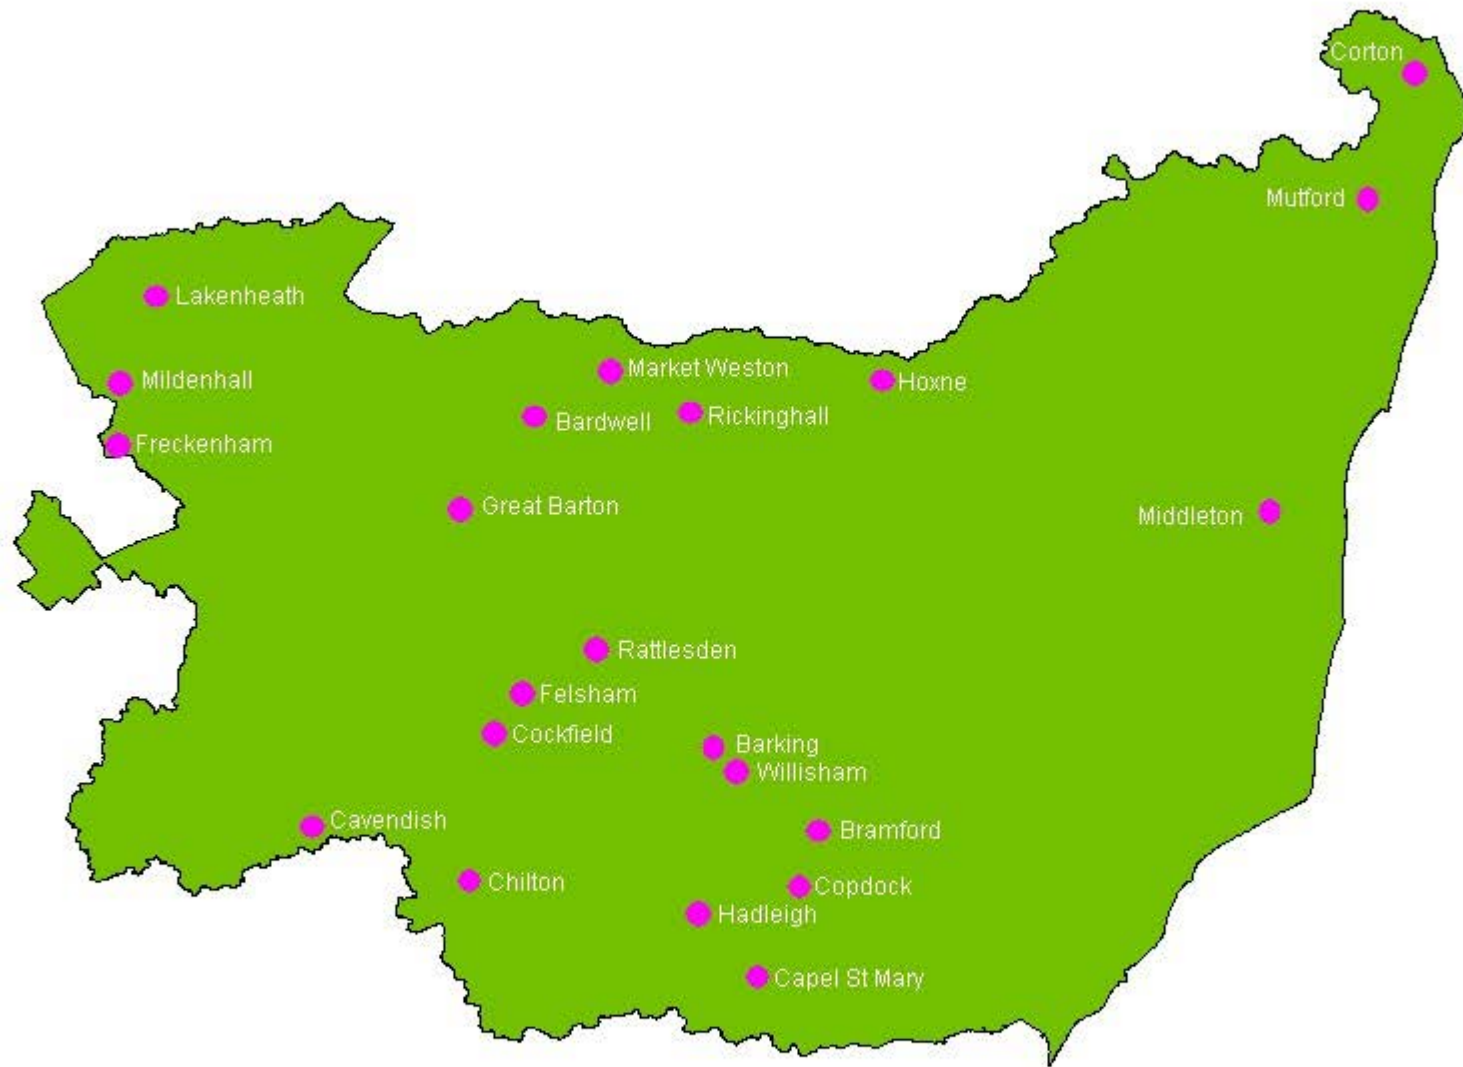 Corton
Mutford
Lakenheath
Market Weston
Mildenhall
Hoxne
Rickinghall
Bardwell
Freckenham
Great Barton
Middleton
Rattlesden
Felsham
Cockfield
Barking
Willisham
Cavendish
Bramford
Chilton
Copdock
Hadleigh
Capel St Mary